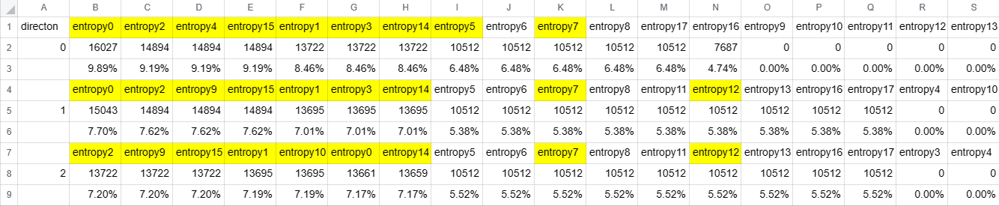 A B C D E F G H I J K L M N O P Q R S
1 directon entropy0 entropy2 entropy4 entropy15 entropy1 entropy3 entropy14 entropy5 entropy6 entropy7 entropy8 entropy17 entropy16 entropy9 entropy10 entropy11 entropy12 entropy13
2 0 16027 14894 14894 14894 13722 13722 13722 10512 10512 10512 10512 10512 7687 0 0 0 0 0
3 9.89% 9.19% 9.19% 9.19% 8.46% 8.46% 8.46% 6.48% 6.48% 6.48% 6.48% 6.48% 4.74% 0.00% 0.00% 0.00% 0.00% 0.00%
4 entropy0 entropy2 entropy9 entropy15 entropy1 entropy3 entropy14 entropy5 entropy6 entropy7 entropy8 entropy11 entropy12 entropy13 entropy16 entropy17 entropy4 entropy10
5 1 15043 14894 14894 14894 13695 13695 13695 10512 10512 10512 10512 10512 10512 10512 10512 10512 0 0
6 7.70% 7.62% 7.62% 7.62% 7.01% 7.01% 7.01% 5.38% 5.38% 5.38% 5.38% 5.38% 5.38% 5.38% 5.38% 5.38% 0.00% 0.00%
7 entropy2 entropy9 entropy15 entropy1 entropy10 entropy0 entropy14 entropy5 entropy6 entropy7 entropy8 entropy11 entropy12 entropy13 entropy16 entropy17 entropy3 entropy4
8 2 13722 13722 13722 13695 13695 13661 13659 10512 10512 10512 10512 10512 10512 10512 10512 10512 0 0
9 7.20% 7.20% 7.20% 7.19% 7.19% 7.17% 7.17% 5.52% 5.52% 5.52% 5.52% 5.52% 5.52% 5.52% 5.52% 5.52% 0.00% 0.00%